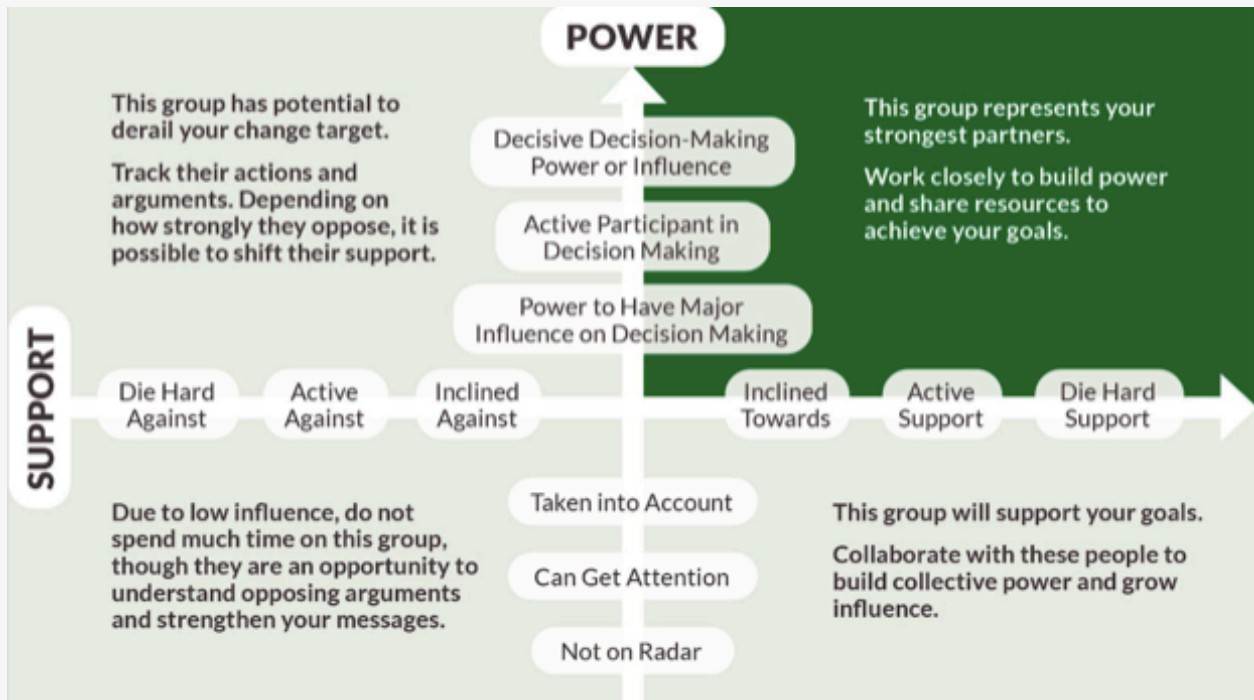 POWER
This group has potential to
derail your change target.
Track their actions and
arguments. Depending on
how strongly they oppose, it is
possible to shift their support.
Decisive Decision-Making
Power or Influence
Active Participant in
Decision Making
Power to Have Major
Influence on Decision Making
This group represents your
strongest partners.
Work closely to build power
and share resources to
achieve your goals.
SUPPORT
Die Hard
Against
Active
Against
Inclined
Against
Inclined
Towards
Active
Support
Die Hard
Support
Due to low influence, do not
spend much time on this group,
though they are an opportunity to
understand opposing arguments
and strengthen your messages.
Taken into Account
Can Get Attention
Not on Radar
This group will support your goals.
Collaborate with these people to
build collective power and grow
influence.